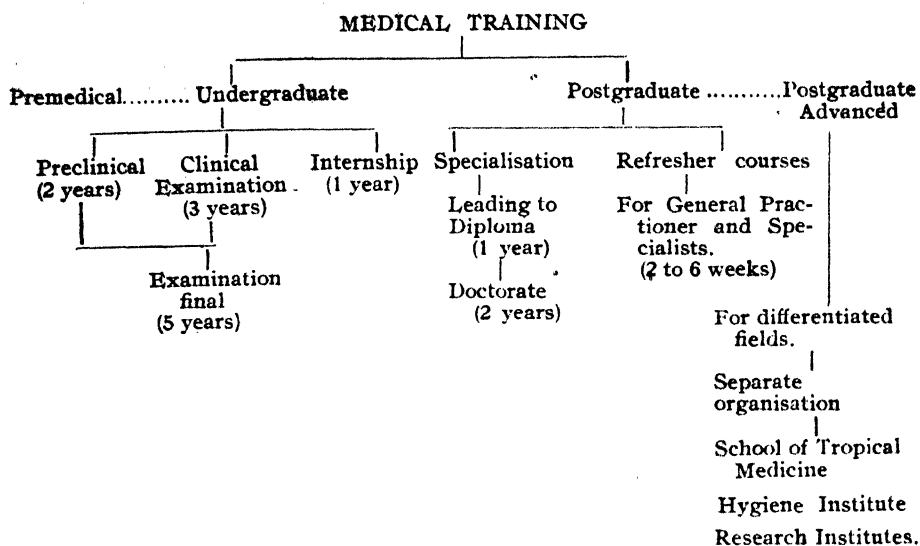 MEDICAL TRAINING
Premedical.......... Undergraduate
Postgraduate ...........Postgraduate
Advanced
Preclinical
(2 years)
Clinical
Examination
(3 years)
Internship
(1 year)
Examination
final
(5 years)
Specialisation
Leading to
Diploma
(1 year)
Doctorate
(2 years)
Refresher courses
For General Prac-
tioner and Spe-
cialists.
(2 to 6 weeks)
For differentiated
fields.
Separate
organisation
School of Tropical
Medicine
Hygiene Institute
Research Institutes.